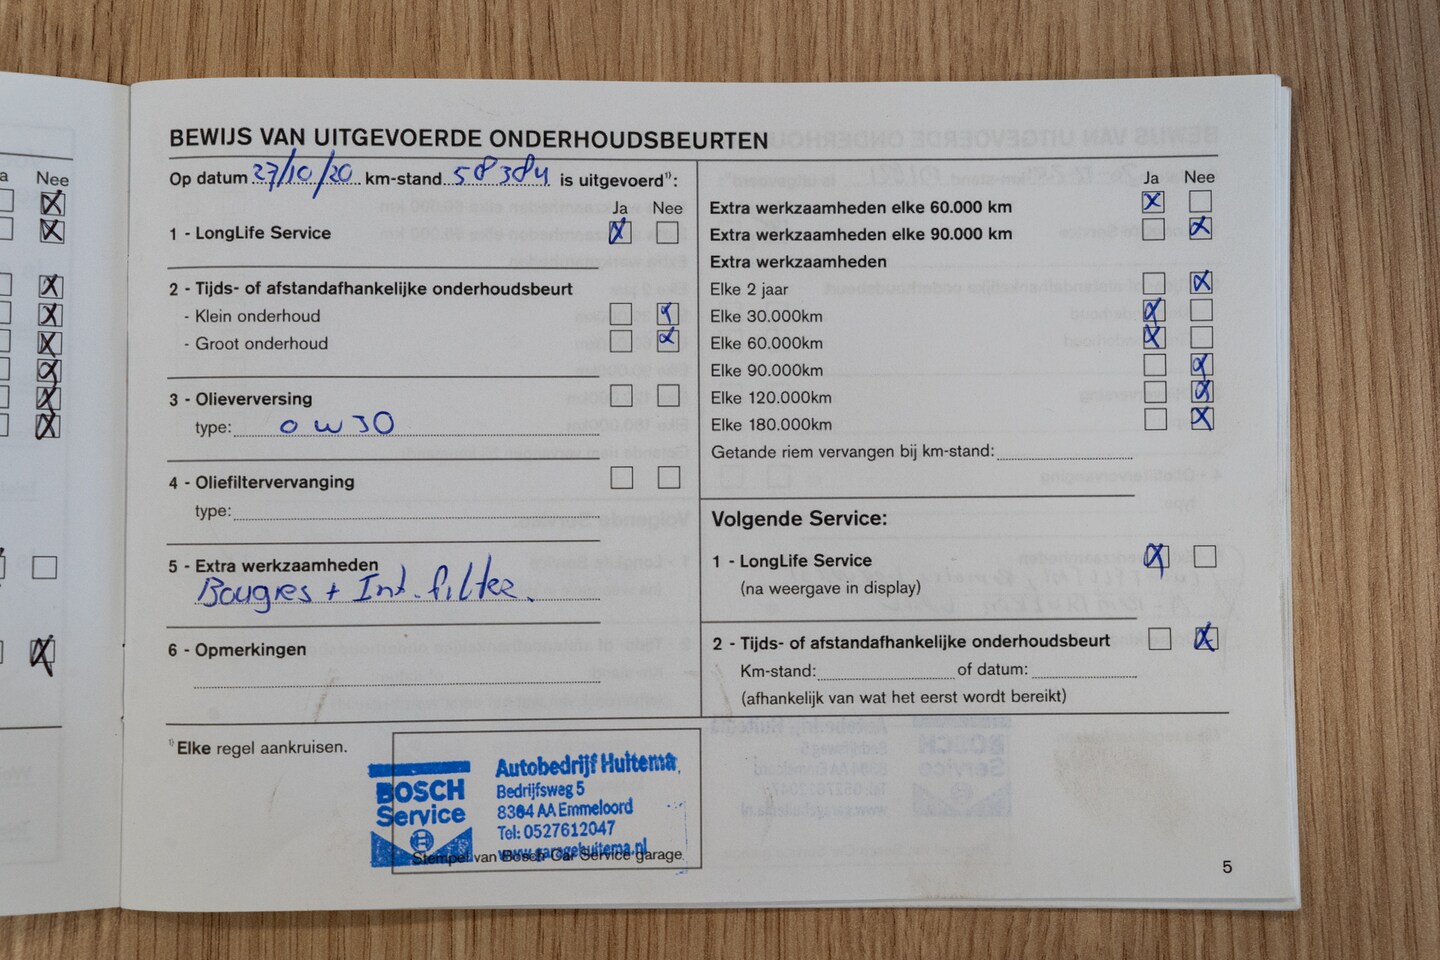 BEWIJS VAN UITGEVOERDE ONDERHOUDSBEURTEN
Op datum 27/10/20 km-stand 58384 is uitgevoerd¹⁾:
Ja Nee
1 - LongLife Service
2 - Tijds- of afstandafhankelijke onderhoudsbeurt
- Klein onderhoud
- Groot onderhoud
3 - Olieverversing
type: 0W30
4 - Oliefiltervervanging
type:
5 - Extra werkzaamheden
Bougies + Int. filter.
6 - Opmerkingen
¹⁾ Elke regel aankruisen.
BOSCH
Service
Autobedrijf Huitema
Bedrijfsweg 5
8304 AA Emmeloord
Tel: 0527612047
www.garagehuitema.nl
Stempel van Bosch Car Service garage.
Ja Nee
Extra werkzaamheden elke 60.000 km
Extra werkzaamheden elke 90.000 km
Extra werkzaamheden
Elke 2 jaar
Elke 30.000km
Elke 60.000km
Elke 90.000km
Elke 120.000km
Elke 180.000km
Getande riem vervangen bij km-stand:
Volgende Service:
1 - LongLife Service
(na weergave in display)
2 - Tijds- of afstandafhankelijke onderhoudsbeurt
Km-stand: of datum:
(afhankelijk van wat het eerst wordt bereikt)
5
Nee